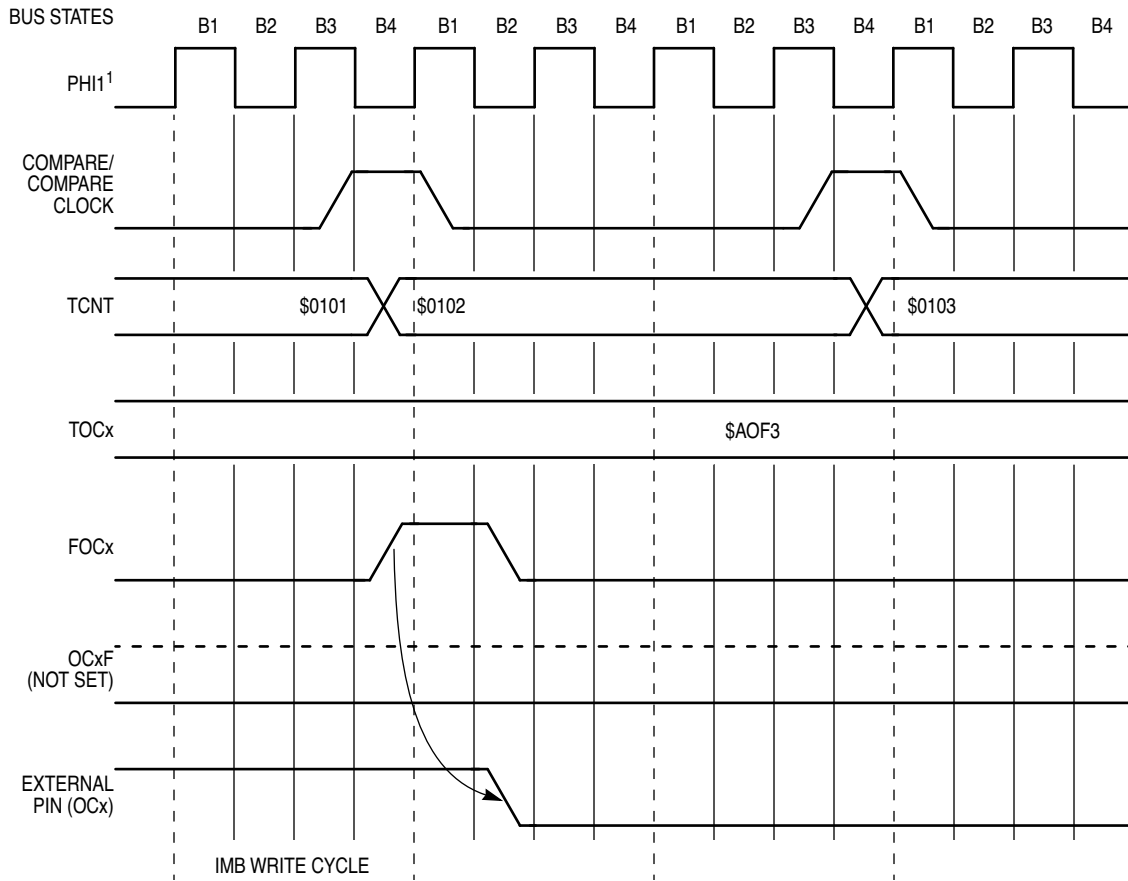 BUS STATES B1 B2 B3 B4 B1 B2 B3 B4 B1 B2 B3 B4 B1 B2 B3 B4
PHI1¹
COMPARE/
COMPARE
CLOCK
TCNT $0101 $0102 $0103
TOCx $AOF3
FOCx
OCxF
(NOT SET)
EXTERNAL
PIN (OCx)
IMB WRITE CYCLE